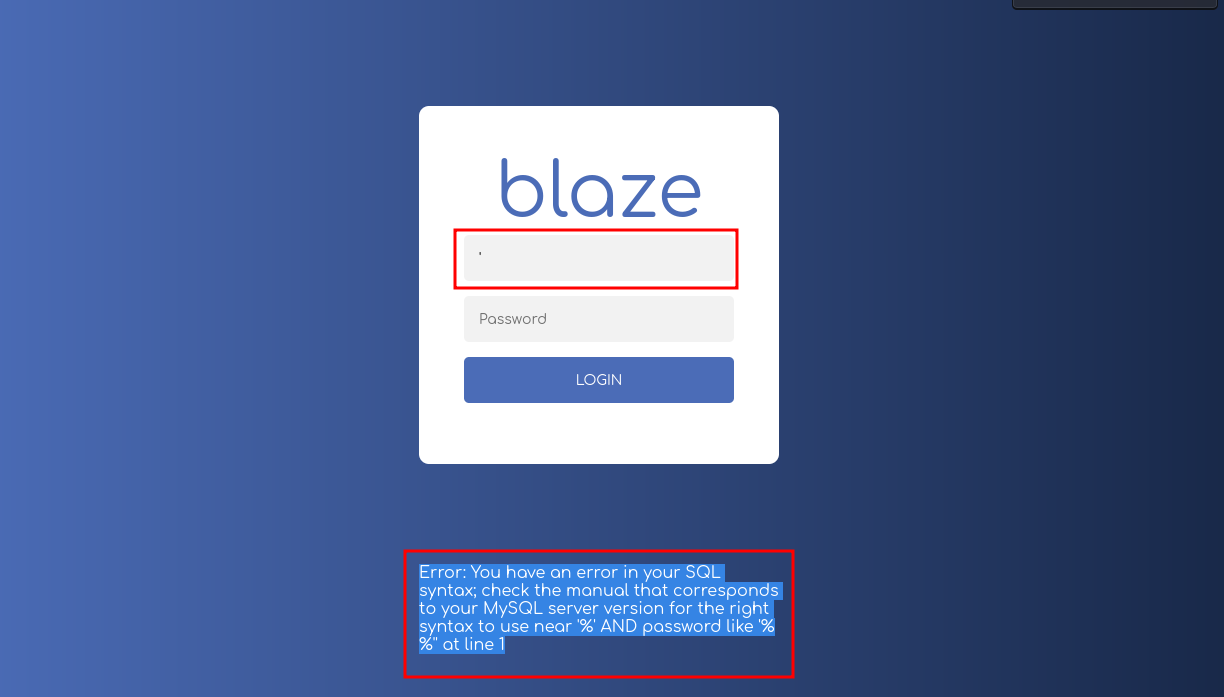 blaze
'
Password
LOGIN
Error: You have an error in your SQL
syntax; check the manual that corresponds
to your MySQL server version for the right
syntax to use near '%' AND password like '%
%'' at line 1